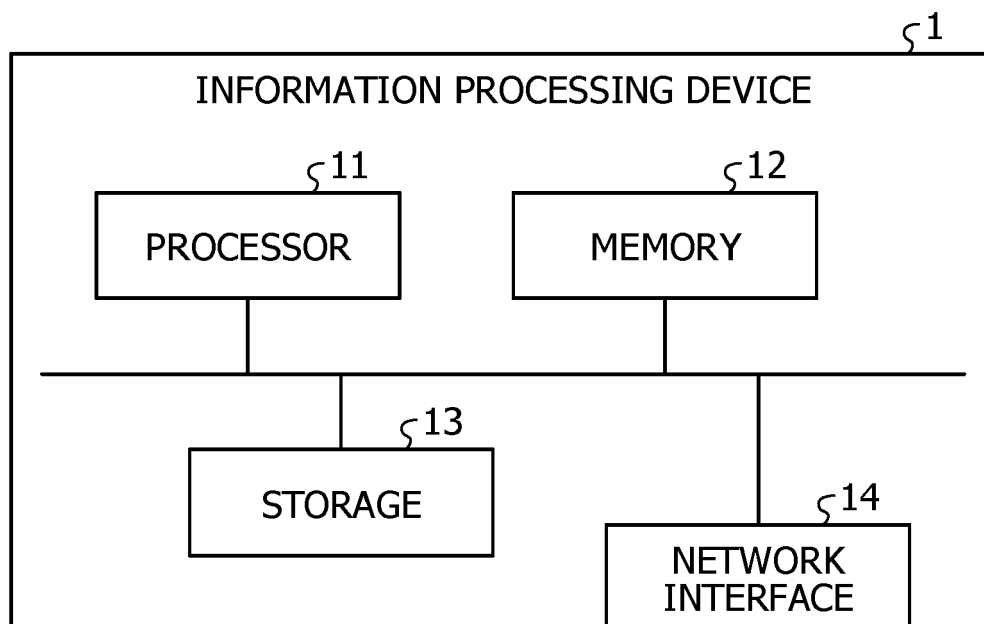 1
INFORMATION PROCESSING DEVICE
11
12
PROCESSOR
MEMORY
13
STORAGE
14
NETWORK
INTERFACE